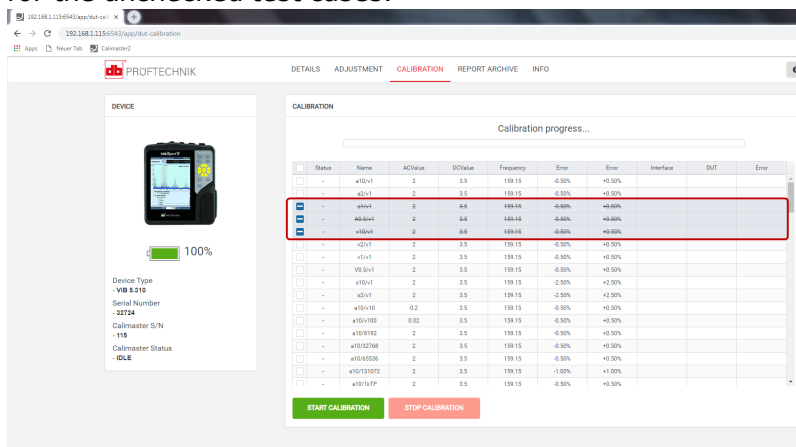 for the unchecked test cases.
192.168.1.115:6543/app/dut-cali
192.168.1.115:6543/app/dut-calibration
Apps Neuer Tab Calimaster2
PRÜFTECHNIK DETAILS ADJUSTMENT CALIBRATION REPORT ARCHIVE INFO
DEVICE
100%
Device Type
- VIB 5.310
Serial Number
- 32724
Calimaster S/N
- 115
Calimaster Status
- IDLE
CALIBRATION
Calibration progress...
Status Name ACValue DCValue Frequency Error Error Interface DUT Error
- a10/v1 2 3.5 159.15 -0.50% +0.50%
- a2/v1 2 3.5 159.15 -0.50% +0.50%
- a1/v1 2 3.5 159.15 -0.50% +0.50%
- A0.5/v1 2 3.5 159.15 -0.50% +0.50%
- v10/v1 2 3.5 159.15 -0.50% +0.50%
- v2/v1 2 3.5 159.15 -0.50% +0.50%
- v1/v1 2 3.5 159.15 -0.50% +0.50%
- V0.5/v1 2 3.5 159.15 -0.50% +0.50%
- s10/v1 2 3.5 159.15 -2.50% +2.50%
- s2/v1 2 3.5 159.15 -2.50% +2.50%
- a10/v10 0.2 3.5 159.15 -0.50% +0.50%
- a10/v100 0.02 3.5 159.15 -0.50% +0.50%
- a10/8192 2 3.5 159.15 -0.50% +0.50%
- a10/32768 2 3.5 159.15 -0.50% +0.50%
- a10/65536 2 3.5 159.15 -0.50% +0.50%
- a10/131072 2 3.5 159.15 -1.00% +1.00%
- a10/1kTP 2 3.5 159.15 -0.50% +0.50%
START CALIBRATION STOP CALIBRATION